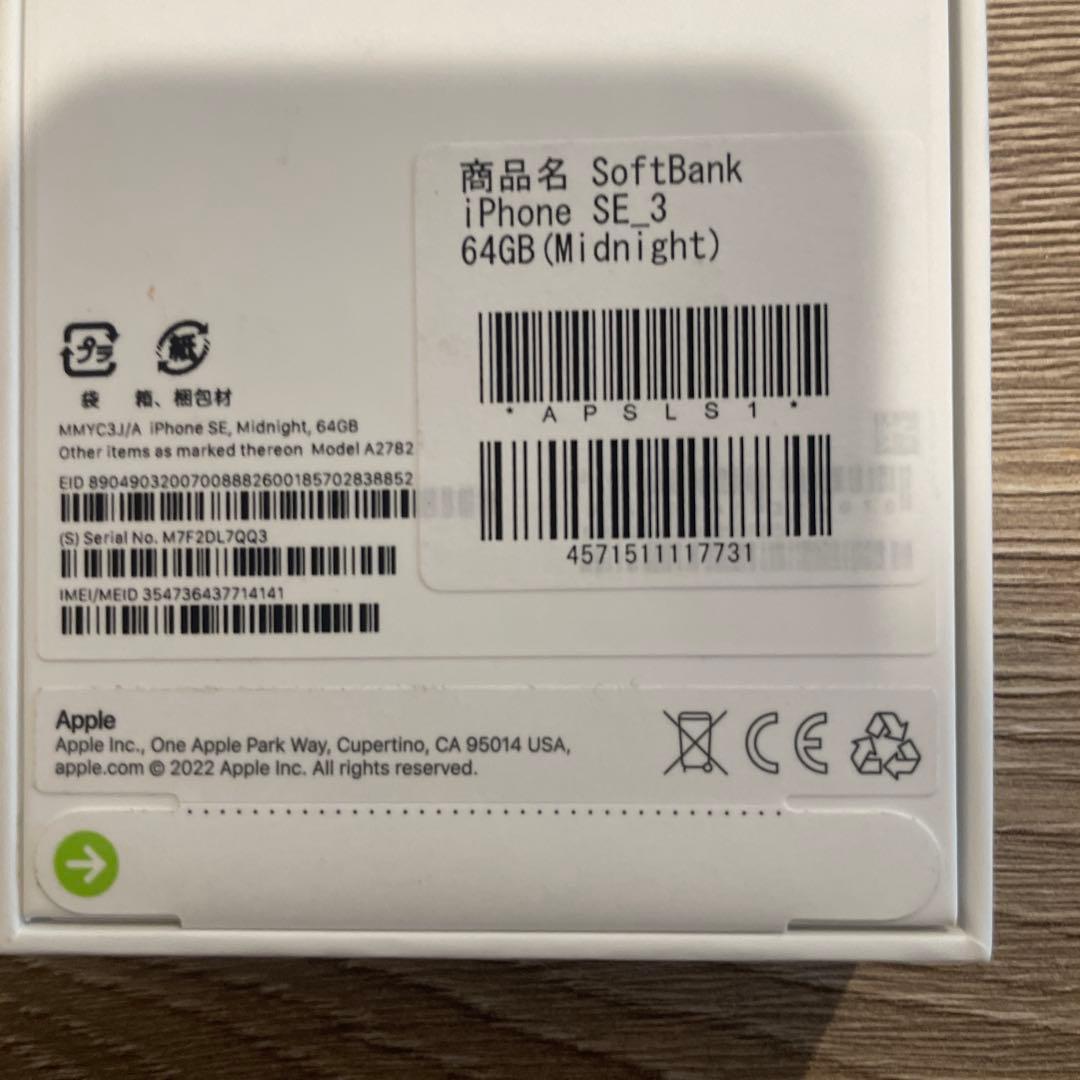 商品名 SoftBank
iPhone SE_3
64GB(Midnight)
*APSLS1*
4571511117731
プラ 紙
袋 箱、梱包材
MMYC3J/A iPhone SE, Midnight, 64GB
Other items as marked thereon Model A2782
EID 89049032007008882600185702838852
(S) Serial No. M7F2DL7QQ3
IMEI/MEID 354736437714141
Apple
Apple Inc., One Apple Park Way, Cupertino, CA 95014 USA,
apple.com © 2022 Apple Inc. All rights reserved.
CE